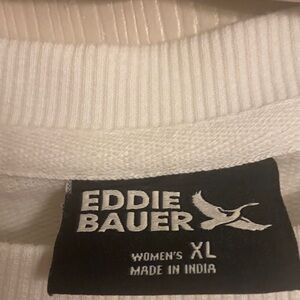 EDDIE
BAUER
WOMEN'S XL
MADE IN INDIA